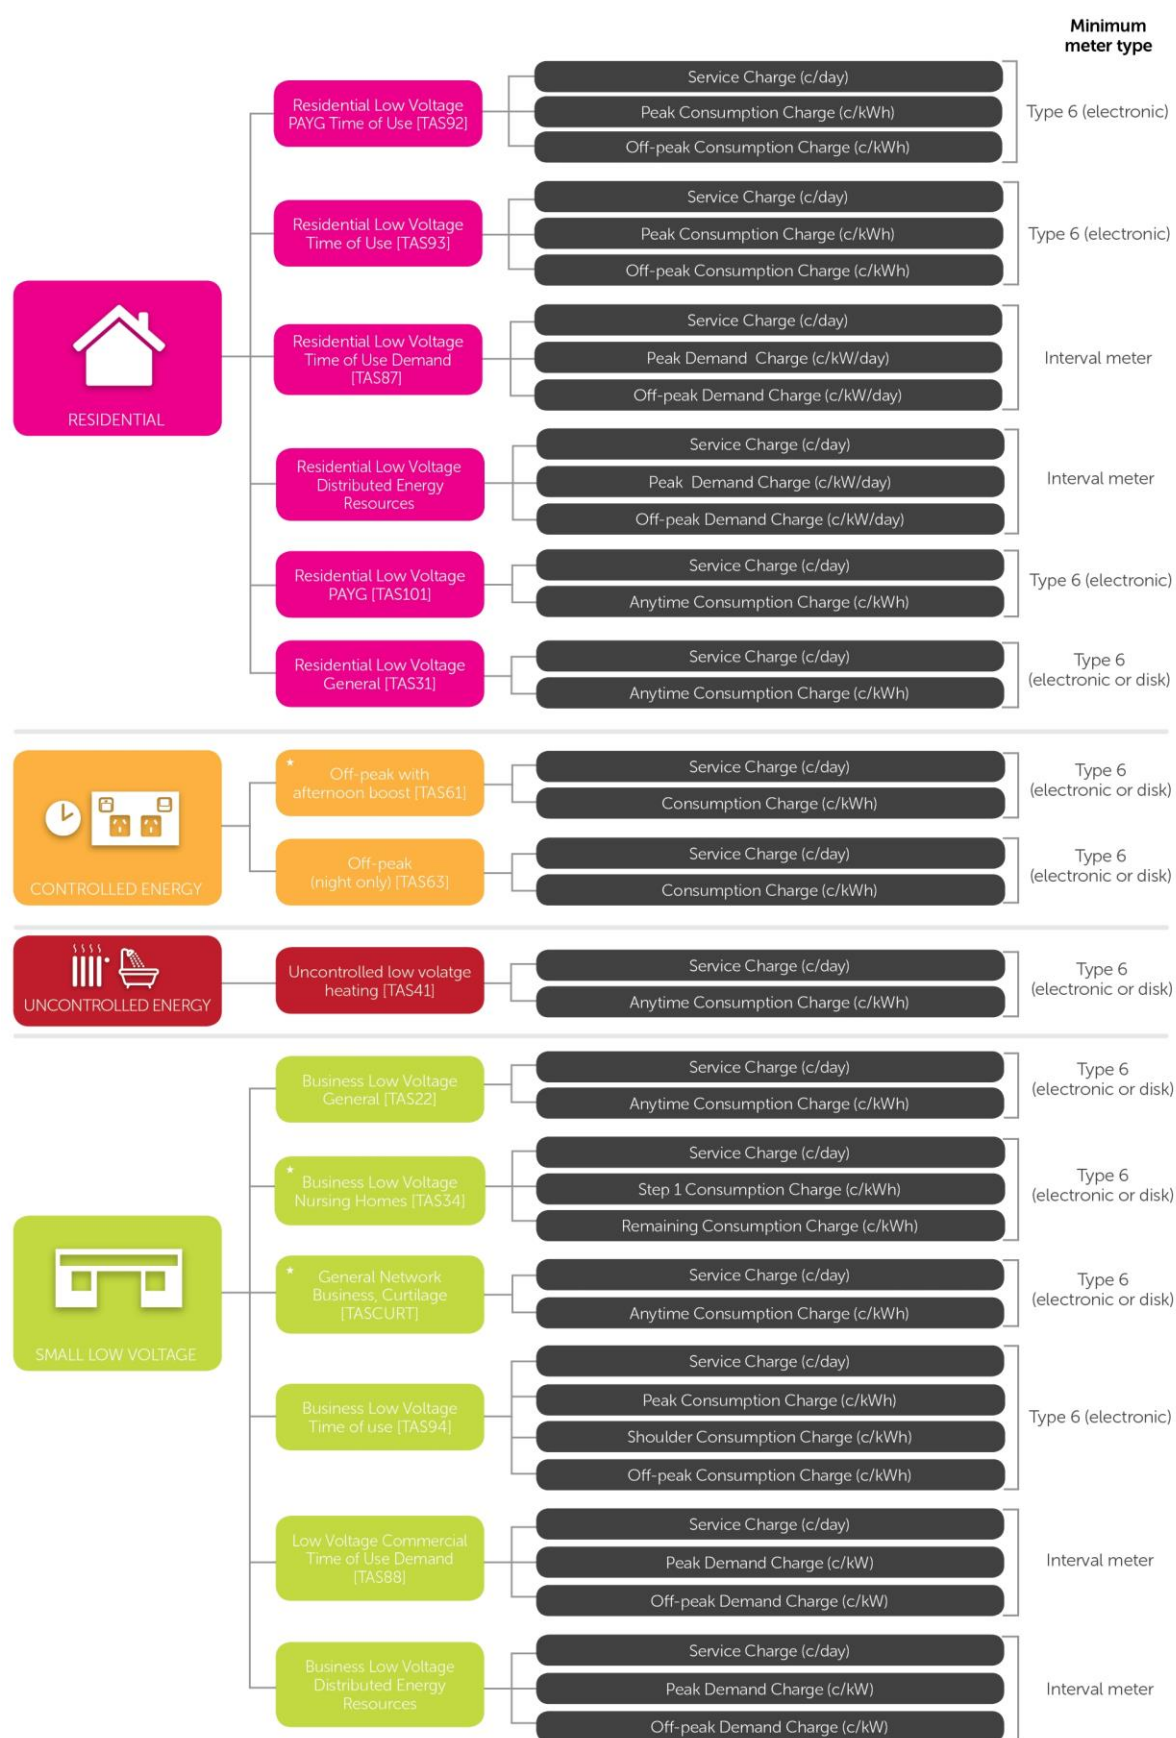 Minimum
meter type
Residential Low Voltage
PAYG Time of Use [TAS92]
Service Charge (c/day)
Peak Consumption Charge (c/kWh)
Off-peak Consumption Charge (c/kWh)
Type 6 (electronic)
Residential Low Voltage
Time of Use [TAS93]
Service Charge (c/day)
Peak Consumption Charge (c/kWh)
Off-peak Consumption Charge (c/kWh)
Type 6 (electronic)
RESIDENTIAL
Residential Low Voltage
Time of Use Demand
[TAS87]
Service Charge (c/day)
Peak Demand Charge (c/kW/day)
Off-peak Demand Charge (c/kW/day)
Interval meter
Residential Low Voltage
Distributed Energy
Resources
Service Charge (c/day)
Peak Demand Charge (c/kW/day)
Off-peak Demand Charge (c/kW/day)
Interval meter
Residential Low Voltage
PAYG [TAS101]
Service Charge (c/day)
Anytime Consumption Charge (c/kWh)
Type 6 (electronic)
Residential Low Voltage
General [TAS31]
Service Charge (c/day)
Anytime Consumption Charge (c/kWh)
Type 6
(electronic or disk)
CONTROLLED ENERGY
* Off-peak with
afternoon boost [TAS61]
Service Charge (c/day)
Consumption Charge (c/kWh)
Type 6
(electronic or disk)
Off-peak
(night only) [TAS63]
Service Charge (c/day)
Consumption Charge (c/kWh)
Type 6
(electronic or disk)
UNCONTROLLED ENERGY
Uncontrolled low volatge
heating [TAS41]
Service Charge (c/day)
Anytime Consumption Charge (c/kWh)
Type 6
(electronic or disk)
SMALL LOW VOLTAGE
Business Low Voltage
General [TAS22]
Service Charge (c/day)
Anytime Consumption Charge (c/kWh)
Type 6
(electronic or disk)
* Business Low Voltage
Nursing Homes [TAS34]
Service Charge (c/day)
Step 1 Consumption Charge (c/kWh)
Remaining Consumption Charge (c/kWh)
Type 6
(electronic or disk)
* General Network
Business, Curtilage
[TASCURT]
Service Charge (c/day)
Anytime Consumption Charge (c/kWh)
Type 6
(electronic or disk)
Business Low Voltage
Time of use [TAS94]
Service Charge (c/day)
Peak Consumption Charge (c/kWh)
Shoulder Consumption Charge (c/kWh)
Off-peak Consumption Charge (c/kWh)
Type 6 (electronic)
Low Voltage Commercial
Time of Use Demand
[TAS88]
Service Charge (c/day)
Peak Demand Charge (c/kW)
Off-peak Demand Charge (c/kW)
Interval meter
Business Low Voltage
Distributed Energy
Resources
Service Charge (c/day)
Peak Demand Charge (c/kW)
Off-peak Demand Charge (c/kW)
Interval meter